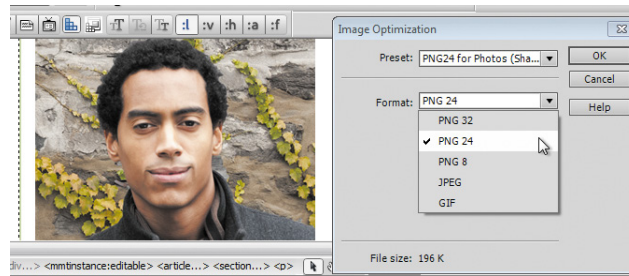 :l :v :h :a :f
Image Optimization
Preset: PNG24 for Photos (Sha...
OK
Cancel
Format: PNG 24
Help
PNG 32
✔ PNG 24
PNG 8
JPEG
GIF
File size: 196 K
div...> <mmtinstance:editable> <article...> <section...> <p>